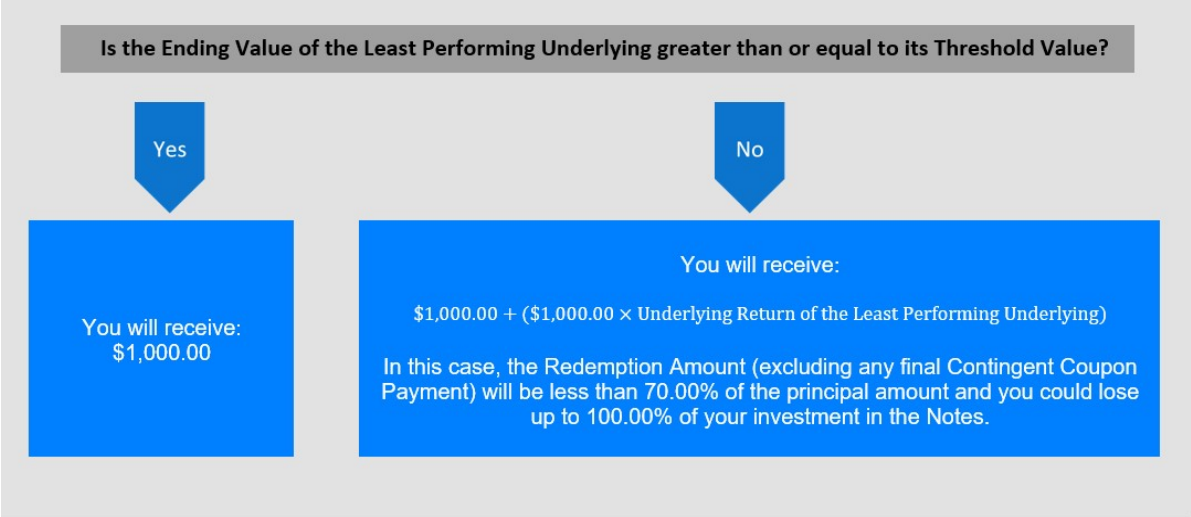 Is the Ending Value of the Least Performing Underlying greater than or equal to its Threshold Value?
Yes
No
You will receive:
$1,000.00
You will receive:
$1,000.00 + ($1,000.00 × Underlying Return of the Least Performing Underlying)
In this case, the Redemption Amount (excluding any final Contingent Coupon
Payment) will be less than 70.00% of the principal amount and you could lose
up to 100.00% of your investment in the Notes.